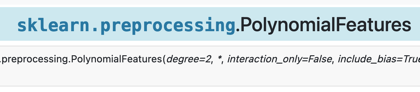 sklearn.preprocessing.PolynomialFeatures
.preprocessing.PolynomialFeatures(degree=2, *, interaction_only=False, include_bias=True